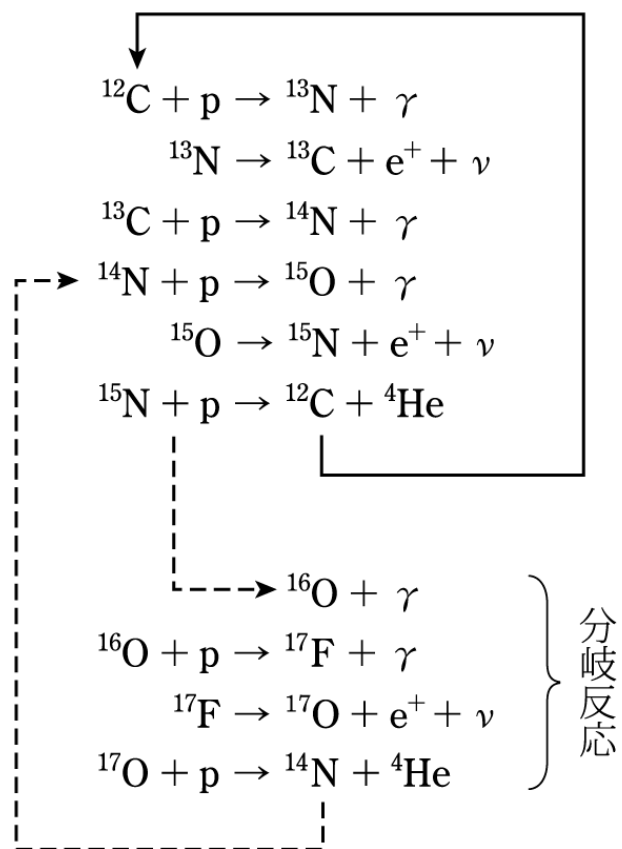 ¹²C + p → ¹³N + γ
¹³N → ¹³C + e⁺ + ν
¹³C + p → ¹⁴N + γ
¹⁴N + p → ¹⁵O + γ
¹⁵O → ¹⁵N + e⁺ + ν
¹⁵N + p → ¹²C + ⁴He
¹⁶O + γ
¹⁶O + p → ¹⁷F + γ
¹⁷F → ¹⁷O + e⁺ + ν
¹⁷O + p → ¹⁴N + ⁴He
分岐反応